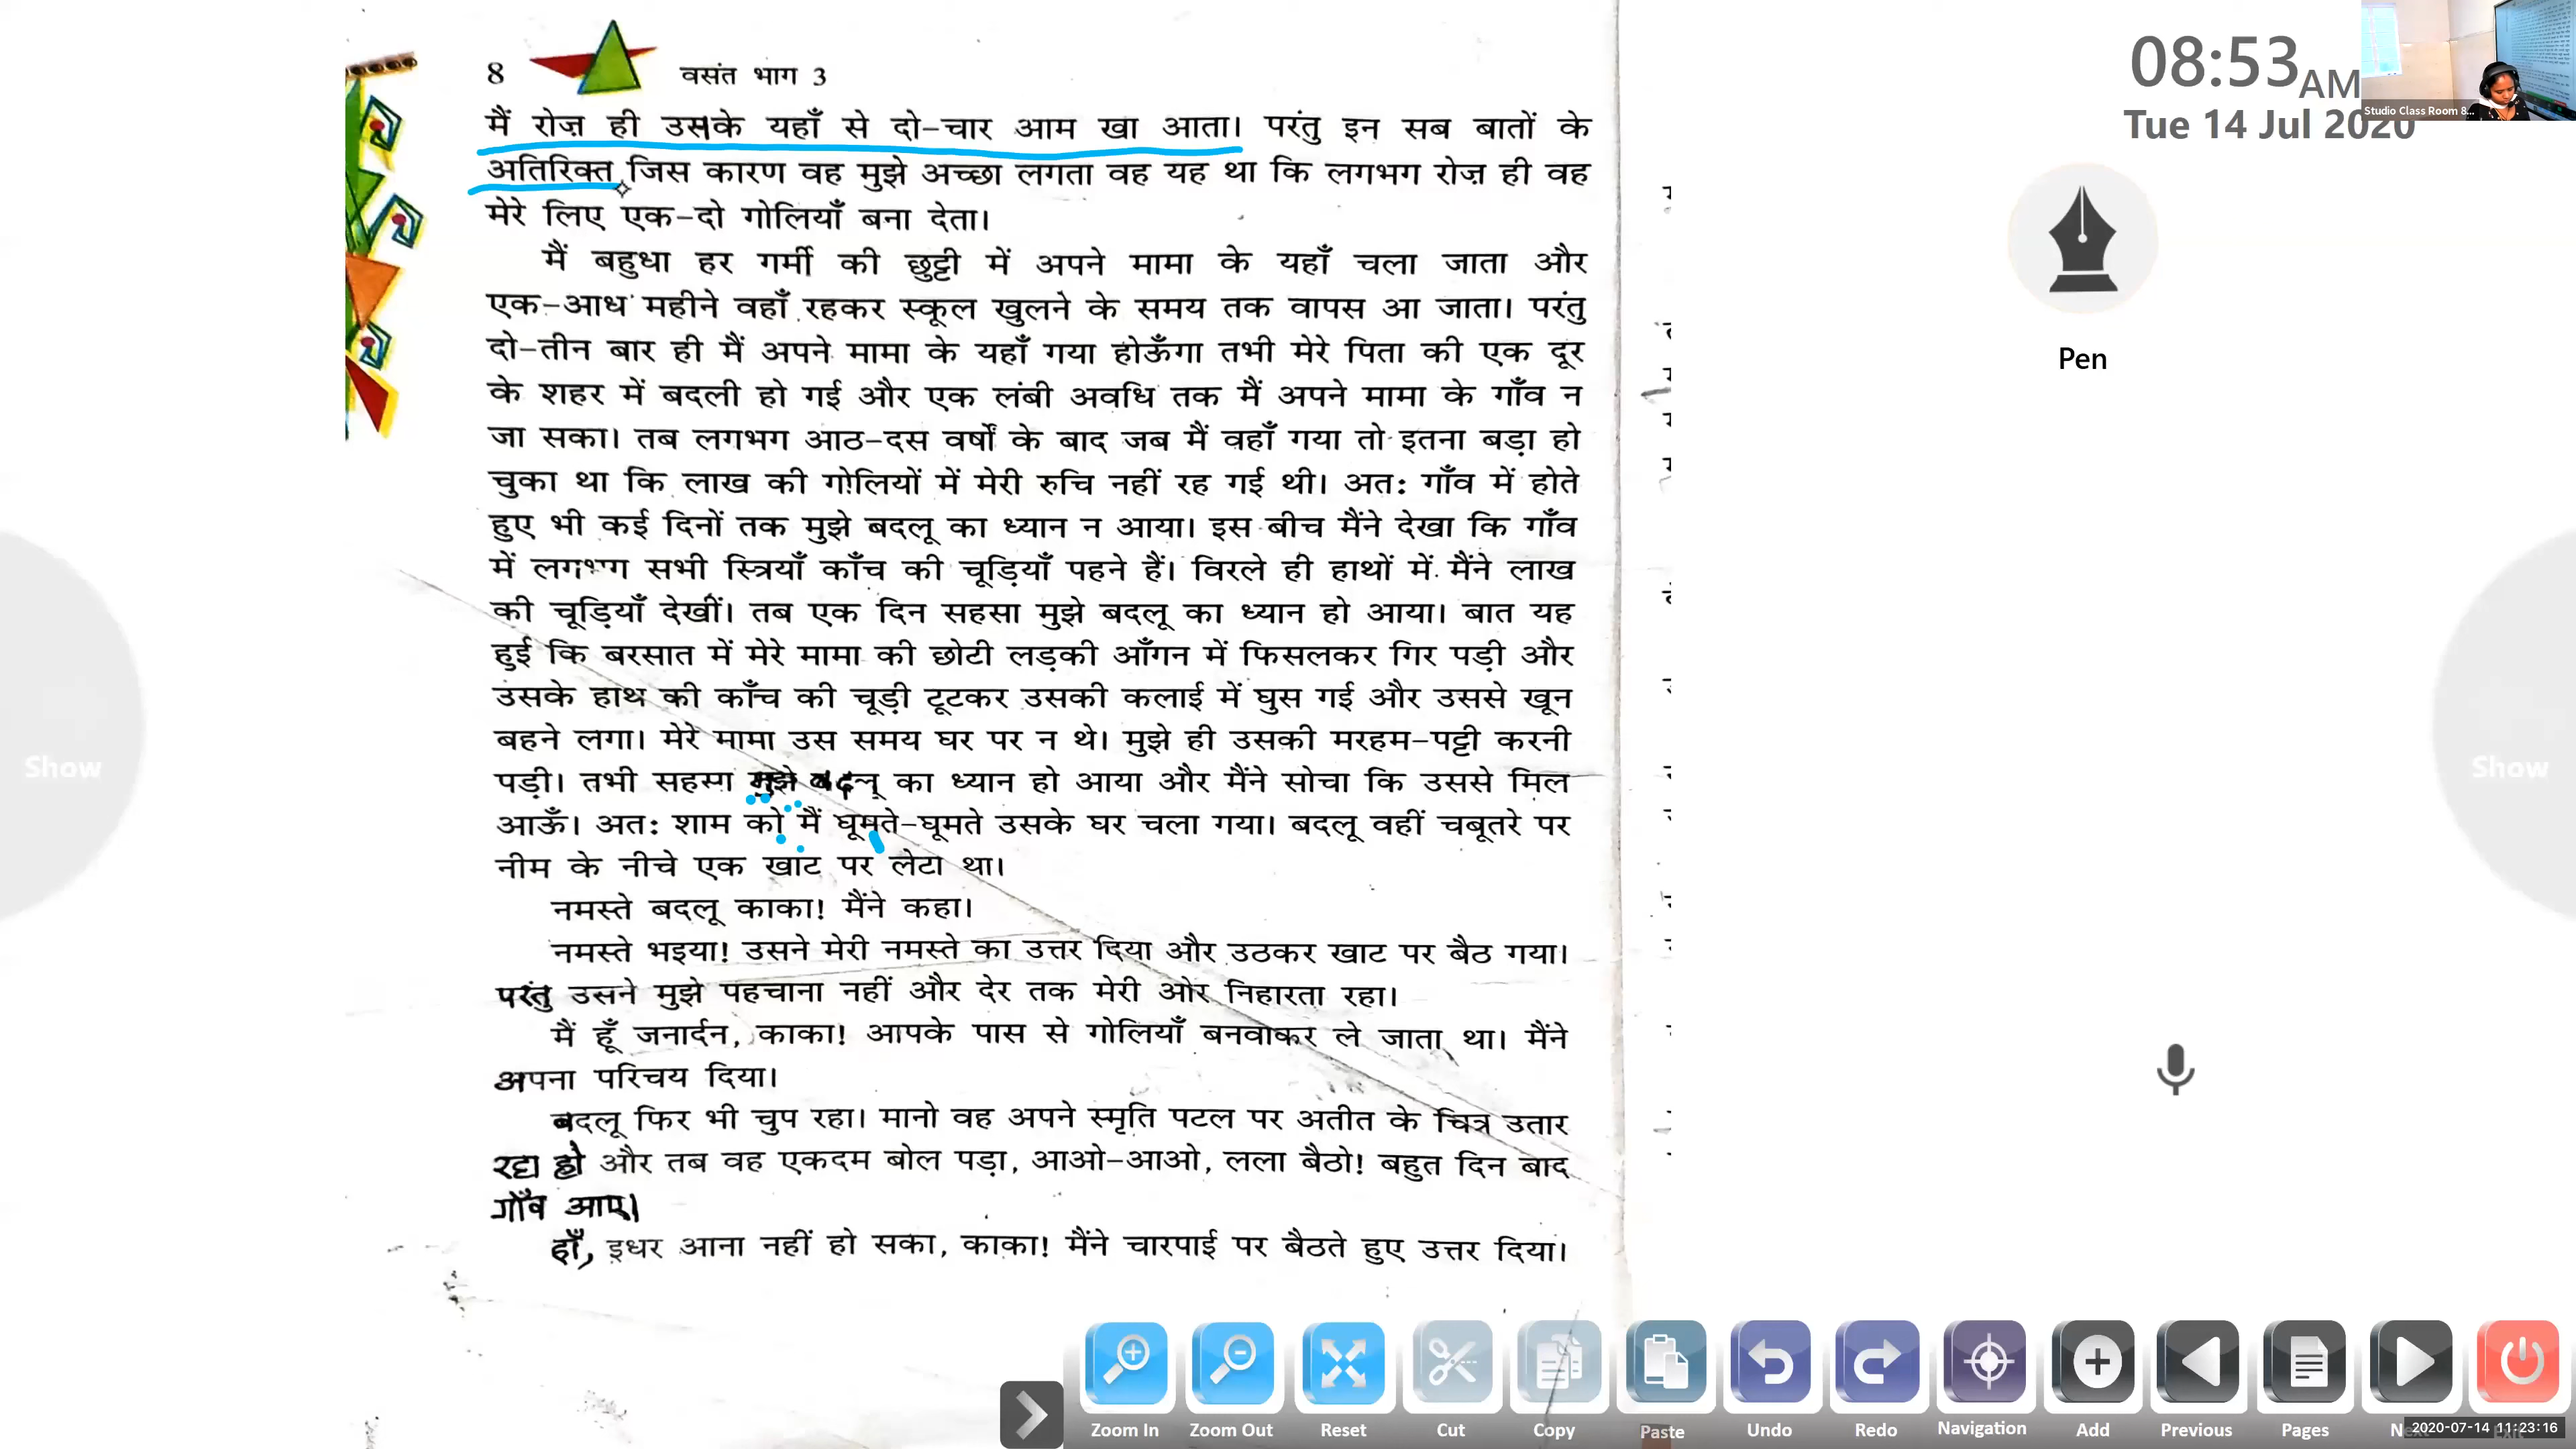 8 वसंत भाग 3
मैं रोज़ ही उसके यहाँ से दो-चार आम खा आता। परंतु इन सब बातों के
अतिरिक्त जिस कारण वह मुझे अच्छा लगता वह यह था कि लगभग रोज़ ही वह
मेरे लिए एक-दो गोलियाँ बना देता।
मैं बहुधा हर गर्मी की छुट्टी में अपने मामा के यहाँ चला जाता और
एक-आध महीने वहाँ रहकर स्कूल खुलने के समय तक वापस आ जाता। परंतु
दो-तीन बार ही मैं अपने मामा के यहाँ गया होऊँगा तभी मेरे पिता की एक दूर
के शहर में बदली हो गई और एक लंबी अवधि तक मैं अपने मामा के गाँव न
जा सका। तब लगभग आठ-दस वर्षों के बाद जब मैं वहाँ गया तो इतना बड़ा हो
चुका था कि लाख की गोलियों में मेरी रुचि नहीं रह गई थी। अतः गाँव में होते
हुए भी कई दिनों तक मुझे बदलू का ध्यान न आया। इस बीच मैंने देखा कि गाँव
में लगभग सभी स्त्रियाँ काँच की चूड़ियाँ पहने हैं। विरले ही हाथों में मैंने लाख
की चूड़ियाँ देखीं। तब एक दिन सहसा मुझे बदलू का ध्यान हो आया। बात यह
हुई कि बरसात में मेरे मामा की छोटी लड़की आँगन में फिसलकर गिर पड़ी और
उसके हाथ की काँच की चूड़ी टूटकर उसकी कलाई में घुस गई और उससे खून
बहने लगा। मेरे मामा उस समय घर पर न थे। मुझे ही उसकी मरहम-पट्टी करनी
पड़ी। तभी सहसा मुझे बदलू का ध्यान हो आया और मैंने सोचा कि उससे मिल
आऊँ। अतः शाम को मैं घूमते-घूमते उसके घर चला गया। बदलू वहीं चबूतरे पर
नीम के नीचे एक खाट पर लेटा था।
नमस्ते बदलू काका! मैंने कहा।
नमस्ते भइया! उसने मेरी नमस्ते का उत्तर दिया और उठकर खाट पर बैठ गया।
परंतु उसने मुझे पहचाना नहीं और देर तक मेरी ओर निहारता रहा।
मैं हूँ जनार्दन, काका! आपके पास से गोलियाँ बनवाकर ले जाता था। मैंने
अपना परिचय दिया।
बदलू फिर भी चुप रहा। मानो वह अपने स्मृति पटल पर अतीत के चित्र उतार
रहा हो और तब वह एकदम बोल पड़ा, आओ-आओ, लला बैठो! बहुत दिन बाद
गाँव आए।
हाँ, इधर आना नहीं हो सका, काका! मैंने चारपाई पर बैठते हुए उत्तर दिया।
08:53 AM
Tue 14 Jul 2020
Studio Class Room 8...
Pen
Show
Show
Zoom In Zoom Out Reset Cut Copy Paste Undo Redo Navigation Add Previous Pages
2020-07-14 11:23:16